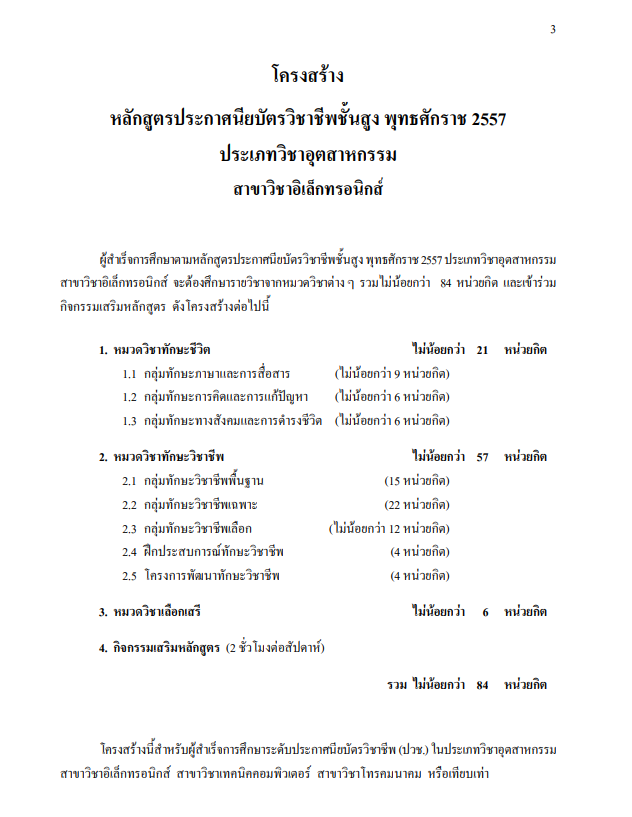 3
โครงสร้าง
หลักสูตรประกาศนียบัตรวิชาชีพชั้นสูง พุทธศักราช 2557
ประเภทวิชาอุตสาหกรรม
สาขาวิชาอิเล็กทรอนิกส์
ผู้สำเร็จการศึกษาตามหลักสูตรประกาศนียบัตรวิชาชีพชั้นสูง พุทธศักราช 2557 ประเภทวิชาอุตสาหกรรม
สาขาวิชาอิเล็กทรอนิกส์ จะต้องศึกษารายวิชาจากหมวดวิชาต่าง ๆ รวมไม่น้อยกว่า 84 หน่วยกิต และเข้าร่วม
กิจกรรมเสริมหลักสูตร ดังโครงสร้างต่อไปนี้
1. หมวดวิชาทักษะชีวิต ไม่น้อยกว่า 21 หน่วยกิต
1.1 กลุ่มทักษะภาษาและการสื่อสาร (ไม่น้อยกว่า 9 หน่วยกิต)
1.2 กลุ่มทักษะการคิดและการแก้ปัญหา (ไม่น้อยกว่า 6 หน่วยกิต)
1.3 กลุ่มทักษะทางสังคมและการดำรงชีวิต (ไม่น้อยกว่า 6 หน่วยกิต)
2. หมวดวิชาทักษะวิชาชีพ ไม่น้อยกว่า 57 หน่วยกิต
2.1 กลุ่มทักษะวิชาชีพพื้นฐาน (15 หน่วยกิต)
2.2 กลุ่มทักษะวิชาชีพเฉพาะ (22 หน่วยกิต)
2.3 กลุ่มทักษะวิชาชีพเลือก (ไม่น้อยกว่า 12 หน่วยกิต)
2.4 ฝึกประสบการณ์ทักษะวิชาชีพ (4 หน่วยกิต)
2.5 โครงการพัฒนาทักษะวิชาชีพ (4 หน่วยกิต)
3. หมวดวิชาเลือกเสรี ไม่น้อยกว่า 6 หน่วยกิต
4. กิจกรรมเสริมหลักสูตร (2 ชั่วโมงต่อสัปดาห์)
รวม ไม่น้อยกว่า 84 หน่วยกิต
โครงสร้างนี้สำหรับผู้สำเร็จการศึกษาระดับประกาศนียบัตรวิชาชีพ (ปวช.) ในประเภทวิชาอุตสาหกรรม
สาขาวิชาอิเล็กทรอนิกส์ สาขาวิชาเทคนิคคอมพิวเตอร์ สาขาวิชาโทรคมนาคม หรือเทียบเท่า